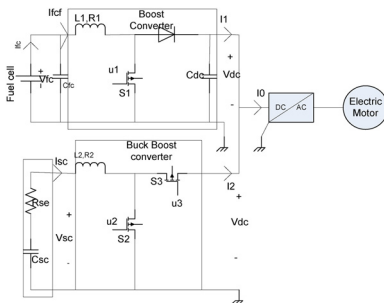 Ifcf
L1,R1
Boost
Converter
I1
Ifc
u1
S1
Vfc
Cfc
Fuel cell
+
-
Cdc
+
Vdc
-
I0
DC
AC
Electric
Motor
Buck Boost
converter
Isc
L2,R2
S3
u3
I2
Rse
u2
S2
+
Vsc
-
Csc
+
Vdc
-